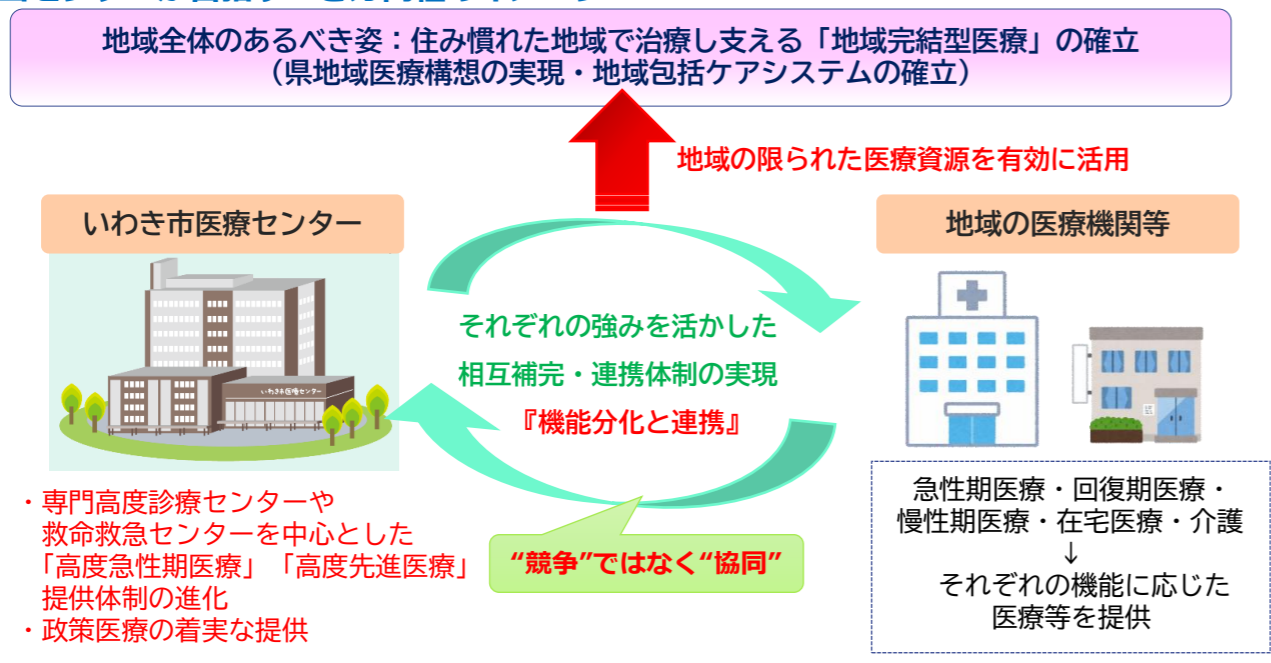 地域全体のあるべき姿：住み慣れた地域で治療し支える「地域完結型医療」の確立
（県地域医療構想の実現・地域包括ケアシステムの確立）
地域の限られた医療資源を有効に活用
いわき市医療センター
地域の医療機関等
それぞれの強みを活かした
相互補完・連携体制の実現
『機能分化と連携』
いわき市医療センター
・専門高度診療センターや
救命救急センターを中心とした
「高度急性期医療」「高度先進医療」
提供体制の進化
・政策医療の着実な提供
“競争”ではなく“協同”
急性期医療・回復期医療・
慢性期医療・在宅医療・介護
↓
それぞれの機能に応じた
医療等を提供